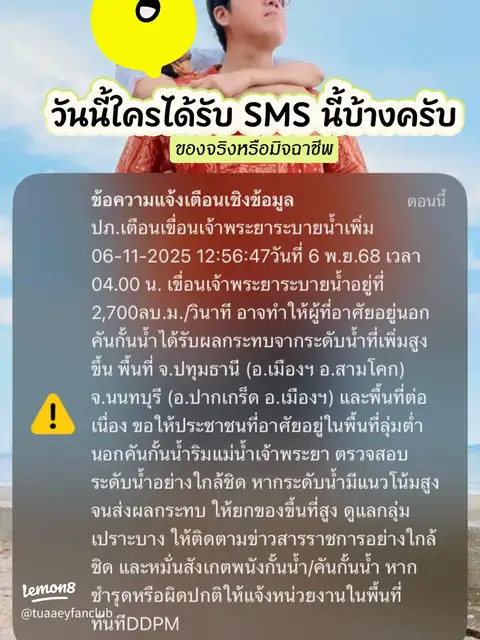 วันนี้ใครได้รับ SMS นี้บ้างครับ
ของจริงหรือมิจฉาชีพ
ข้อความแจ้งเตือนเชิงข้อมูล
ตอนนี้
ปภ.เตือนเขื่อนเจ้าพระยาระบายน้ำเพิ่ม
06-11-2025 12:56:47วันที่ 6 พ.ย.68 เวลา
04.00 น. เขื่อนเจ้าพระยาระบายน้ำอยู่ที่
2,700ลบ.ม./วินาที อาจทำให้ผู้ที่อาศัยอยู่นอก
คันกั้นน้ำได้รับผลกระทบจากระดับน้ำที่เพิ่มสูง
ขึ้น พื้นที่ จ.ปทุมธานี (อ.เมืองฯ อ.สามโคก)
จ.นนทบุรี (อ.ปากเกร็ด อ.เมืองฯ) และพื้นที่ต่อ
เนื่อง ขอให้ประชาชนที่อาศัยอยู่ในพื้นที่ลุ่มต่ำ
นอกคันกั้นน้ำริมแม่น้ำเจ้าพระยา ตรวจสอบ
ระดับน้ำอย่างใกล้ชิด หากระดับน้ำมีแนวโน้มสูง
จนส่งผลกระทบ ให้ยกของขึ้นที่สูง ดูแลกลุ่ม
เปราะบาง ให้ติดตามข่าวสารราชการอย่างใกล้
ชิด และหมั่นสังเกตพนังกั้นน้ำ/คันกั้นน้ำ หาก
ชำรุดหรือผิดปกติให้แจ้งหน่วยงานในพื้นที่
ทันทีDDPM
Lemon8
@tuaaeyfanclub